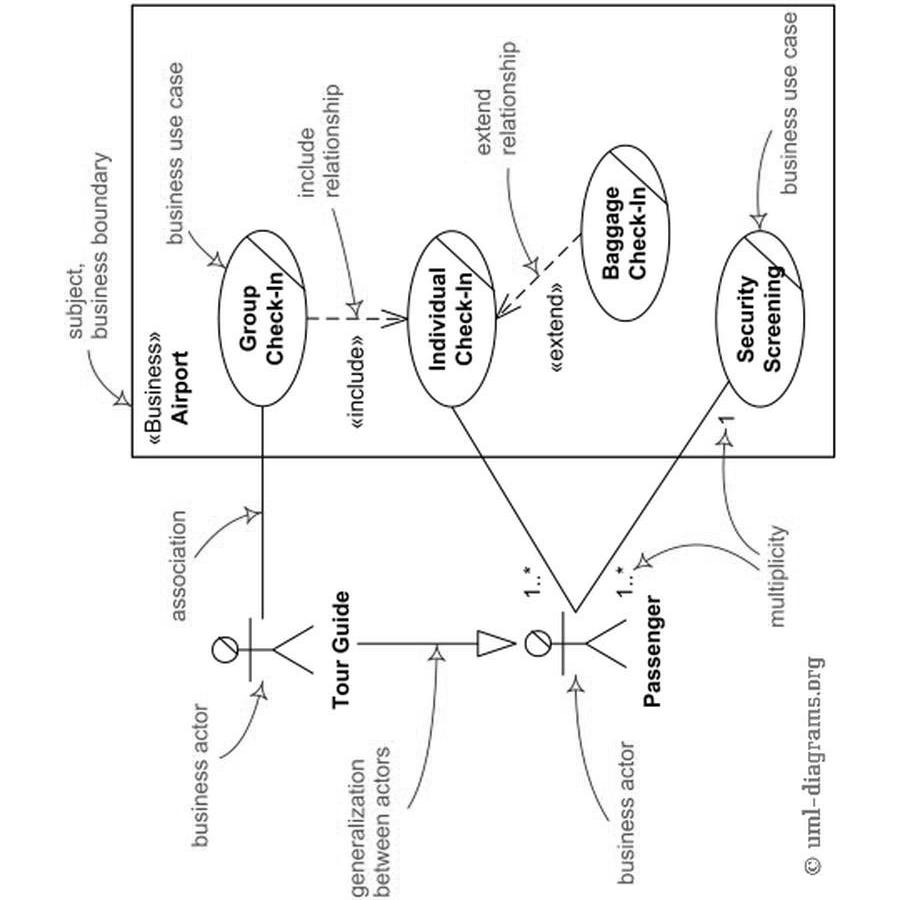 subject,
business boundary
«Business»
Airport
business use case
Group
Check-In
association
business actor
Tour Guide
include
relationship
«include»
generalization
between actors
Individual
Check-In
extend
relationship
«extend»
1..*
Baggage
Check-In
1..*
Passenger
business actor
1
Security
Screening
business use case
multiplicity
© uml-diagrams.org